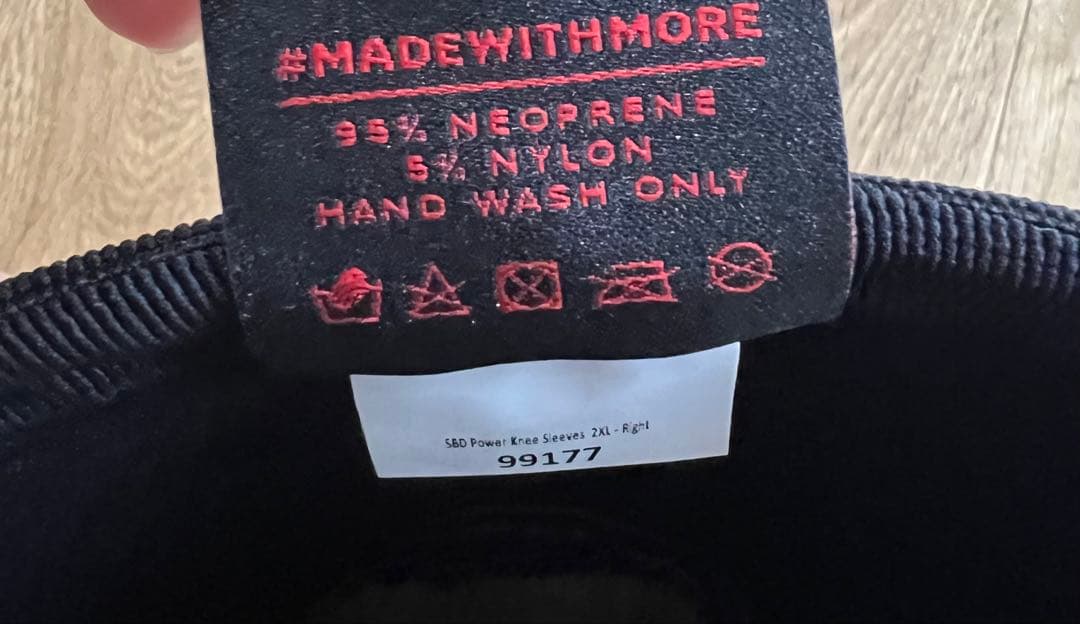 #MADEWITHMORE
95% NEOPRENE
5% NYLON
HAND WASH ONLY
SBD Power Knee Sleeves 2XL - Right
99177